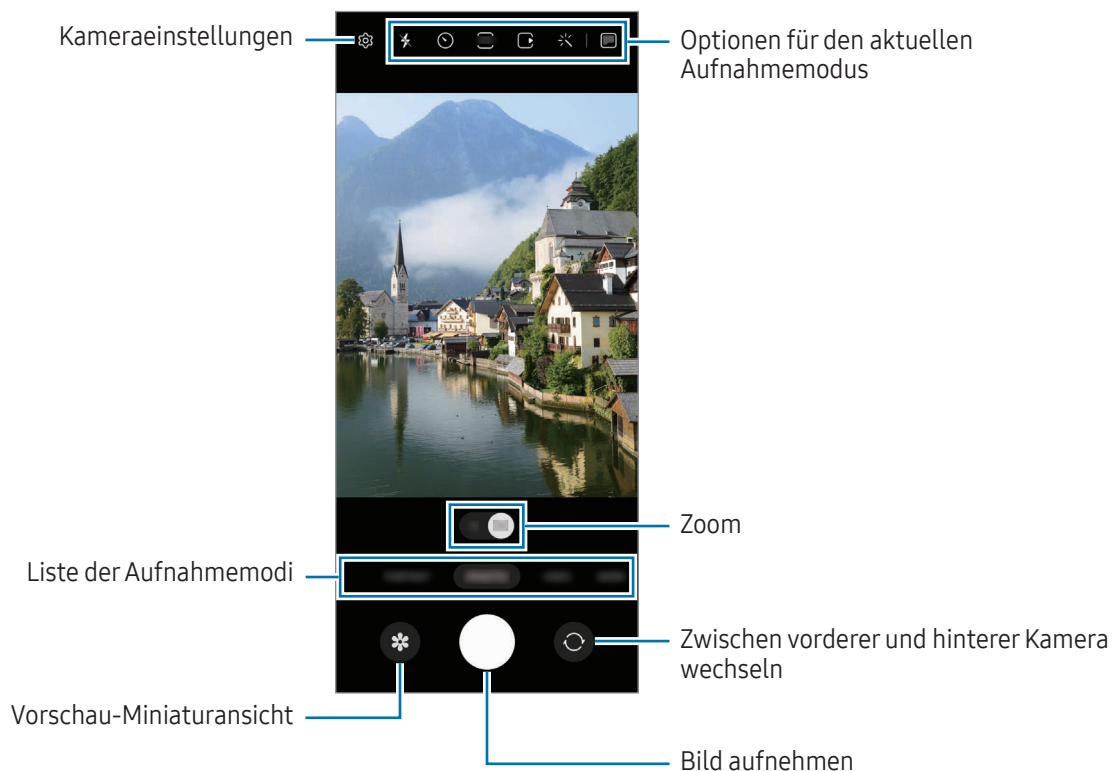 Kameraeinstellungen
Optionen für den aktuellen
Aufnahmemodus
Zoom
Liste der Aufnahmemodi
Zwischen vorderer und hinterer Kamera
wechseln
Vorschau-Miniaturansicht
Bild aufnehmen